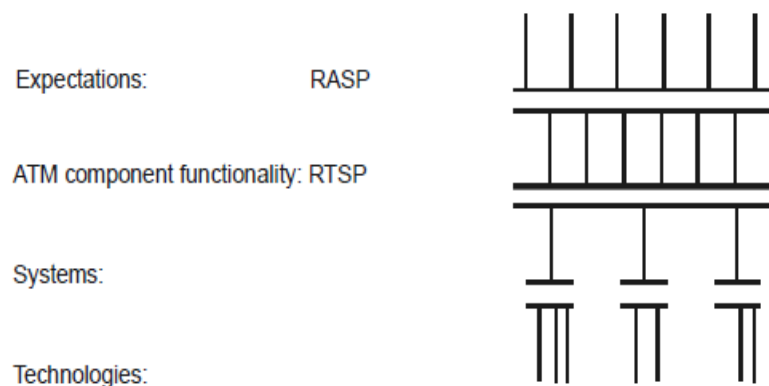 Expectations: RASP
ATM component functionality: RTSP
Systems:
Technologies: